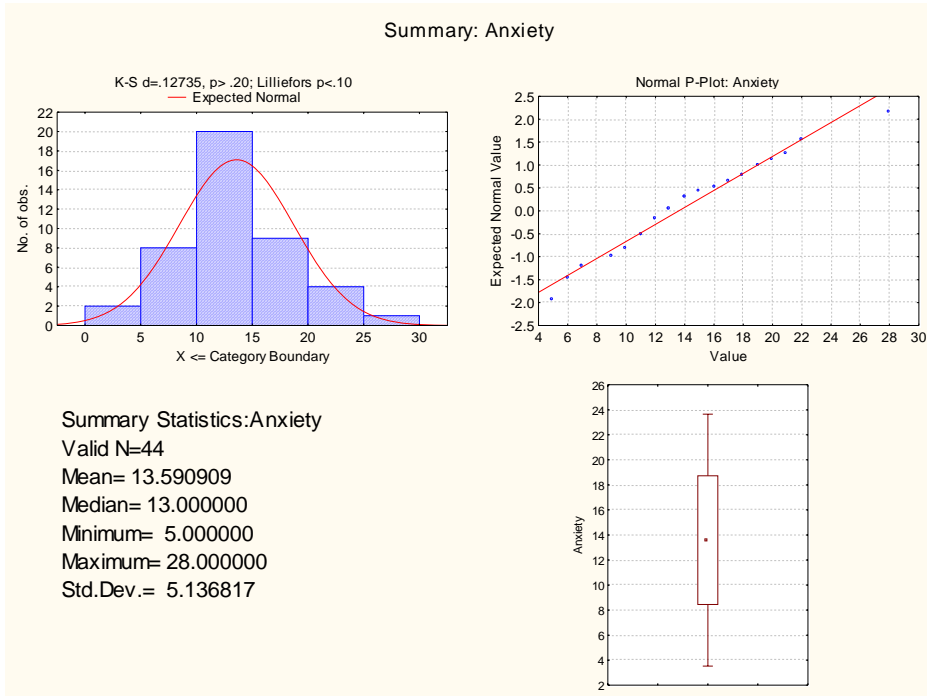 Summary: Anxiety
K-S d=.12735, p> .20; Lilliefors p<.10
Expected Normal
22
20
18
16
14
12
10
8
6
4
2
0
No. of obs.
0 5 10 15 20 25 30
X <= Category Boundary
Normal P-Plot: Anxiety
2.5
2.0
1.5
1.0
0.5
0.0
-0.5
-1.0
-1.5
-2.0
-2.5
Expected Normal Value
4 6 8 10 12 14 16 18 20 22 24 26 28 30
Value
Summary Statistics:Anxiety
Valid N=44
Mean= 13.590909
Median= 13.000000
Minimum= 5.000000
Maximum= 28.000000
Std.Dev.= 5.136817
26
24
22
20
18
16
14
12
10
8
6
4
2
Anxiety